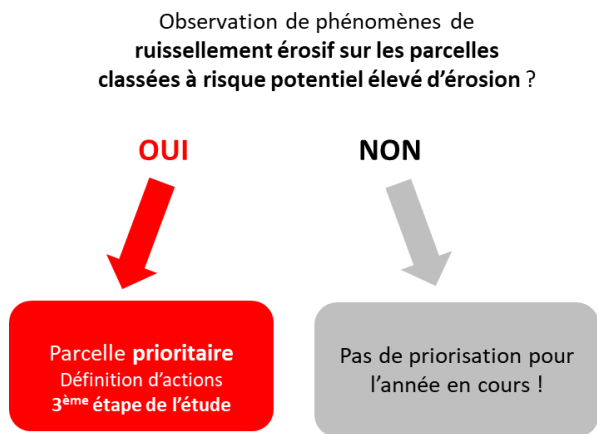 Observation de phénomènes de
ruissellement érosif sur les parcelles
classées à risque potentiel élevé d'érosion ?
OUI
NON
Parcelle prioritaire
Définition d'actions
3ème étape de l'étude
Pas de priorisation pour
l'année en cours !